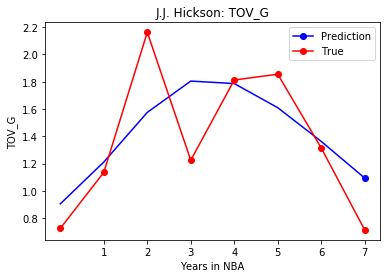 J.J. Hickson: TOV_G
Prediction
True
TOV_G
2.2
2.0
1.8
1.6
1.4
1.2
1.0
0.8
1 2 3 4 5 6 7
Years in NBA